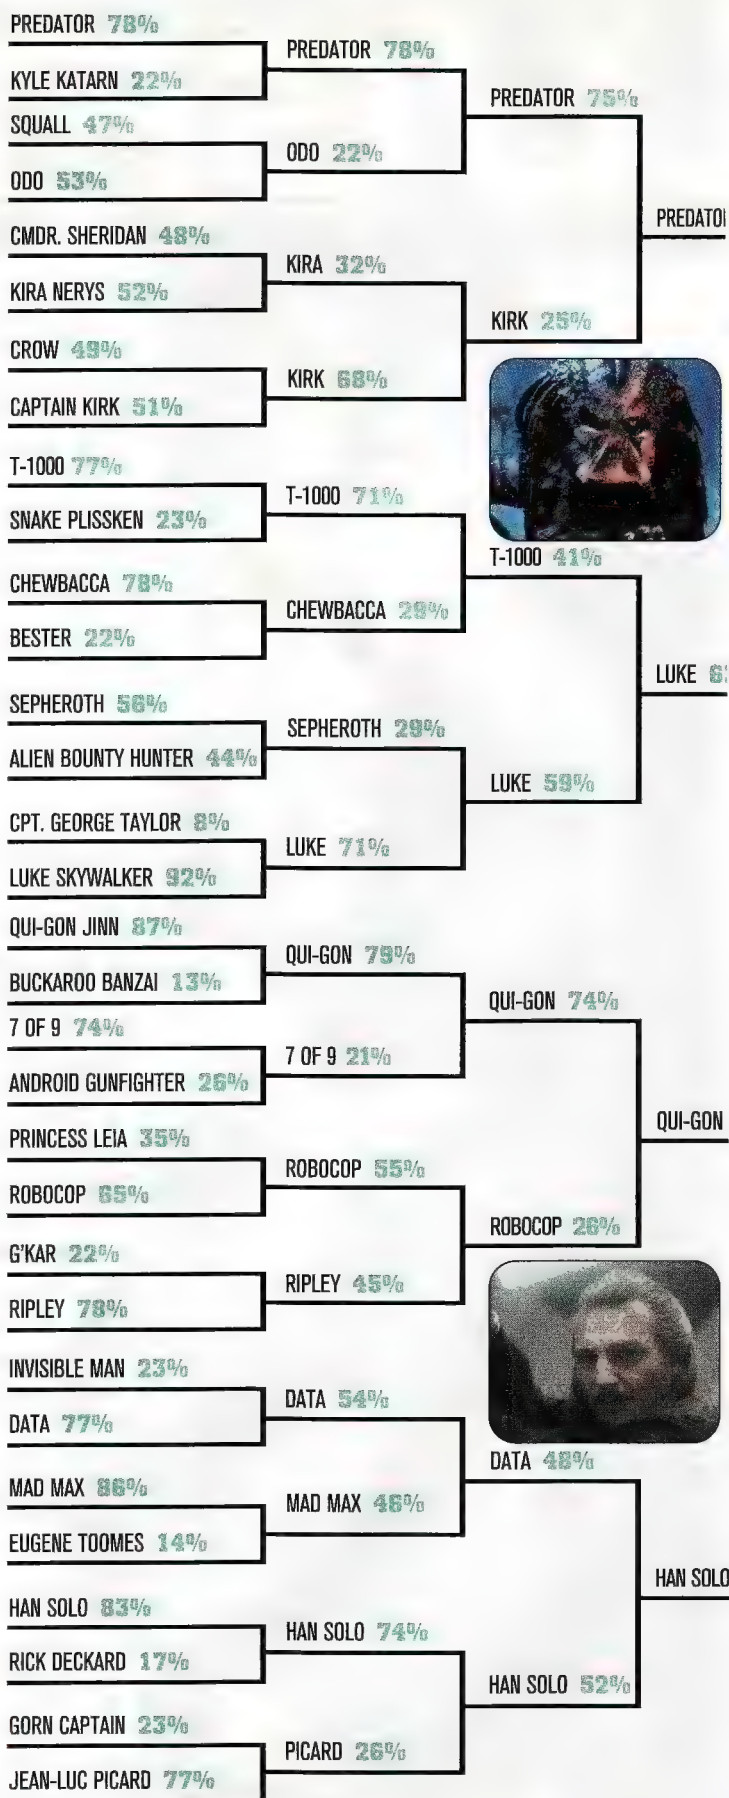 PREDATOR 78%
KYLE KATARN 22%
SQUALL 47%
ODO 53%
CMDR. SHERIDAN 48%
KIRA NERYS 52%
CROW 49%
CAPTAIN KIRK 51%
T-1000 77%
SNAKE PLISSKEN 23%
CHEWBACCA 78%
BESTER 22%
SEPHEROTH 56%
ALIEN BOUNTY HUNTER 44%
CPT. GEORGE TAYLOR 8%
LUKE SKYWALKER 92%
QUI-GON JINN 87%
BUCKAROO BANZAI 13%
7 OF 9 74%
ANDROID GUNFIGHTER 26%
PRINCESS LEIA 35%
ROBOCOP 65%
G'KAR 22%
RIPLEY 78%
INVISIBLE MAN 23%
DATA 77%
MAD MAX 86%
EUGENE TOOMES 14%
HAN SOLO 83%
RICK DECKARD 17%
GORN CAPTAIN 23%
JEAN-LUC PICARD 77%
PREDATOR 78%
ODO 22%
KIRA 32%
KIRK 68%
T-1000 71%
CHEWBACCA 29%
SEPHEROTH 29%
LUKE 71%
QUI-GON 79%
7 OF 9 21%
ROBOCOP 55%
RIPLEY 45%
DATA 54%
MAD MAX 46%
HAN SOLO 74%
PICARD 26%
PREDATOR 75%
KIRK 25%
T-1000 41%
LUKE 59%
QUI-GON 74%
ROBOCOP 26%
DATA 48%
HAN SOLO 52%
PREDATO
LUKE 6
QUI-GON
HAN SOLO